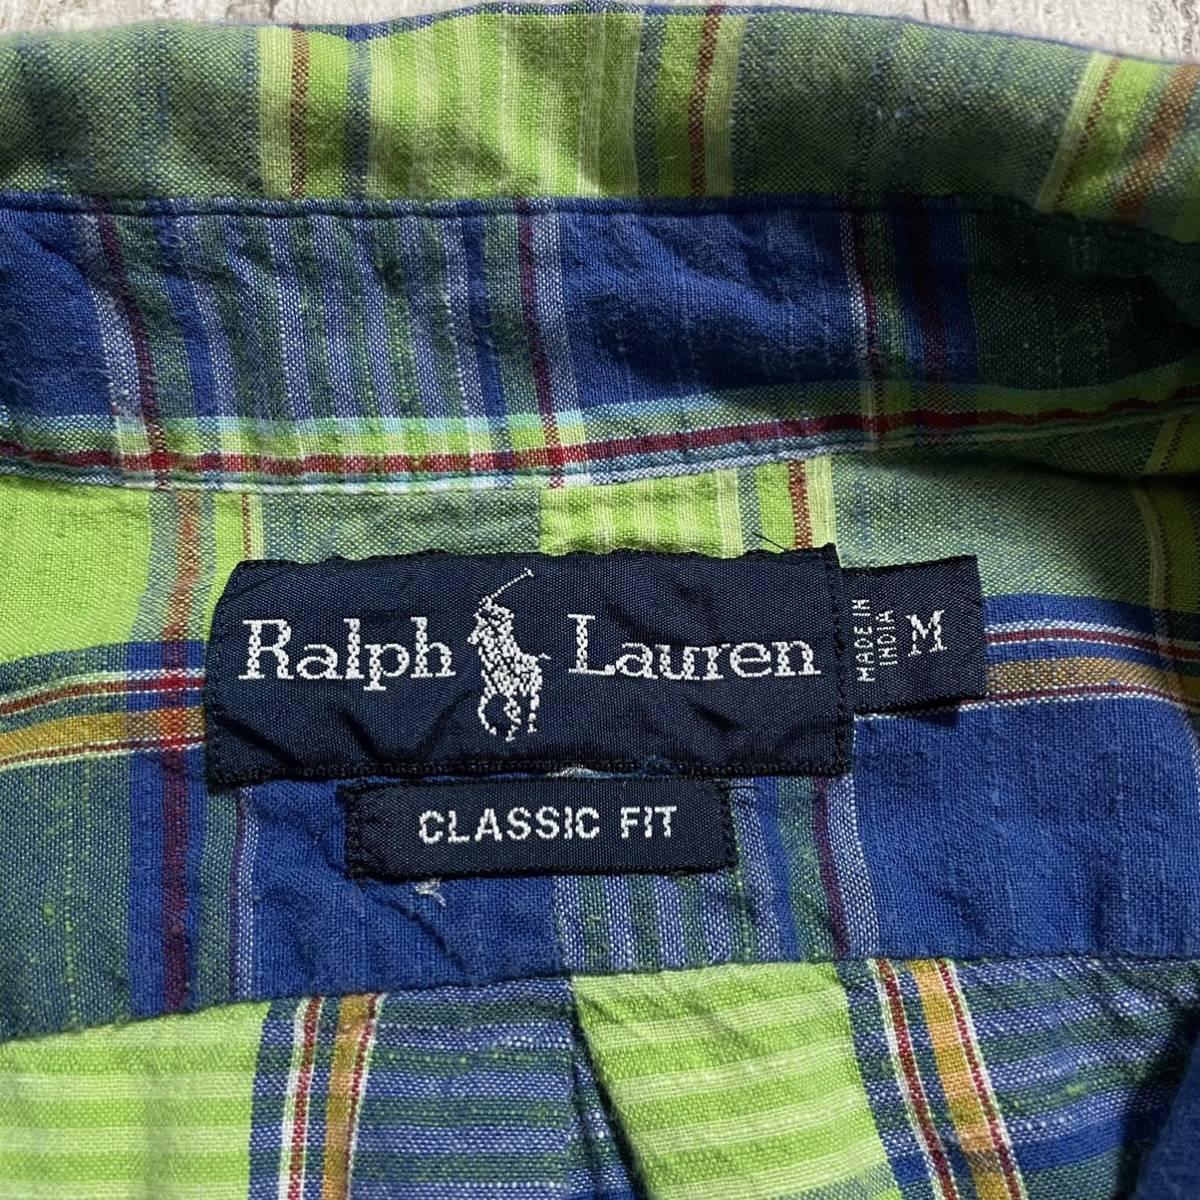 Ralph Lauren
MADE IN
INDIA
M
CLASSIC FIT